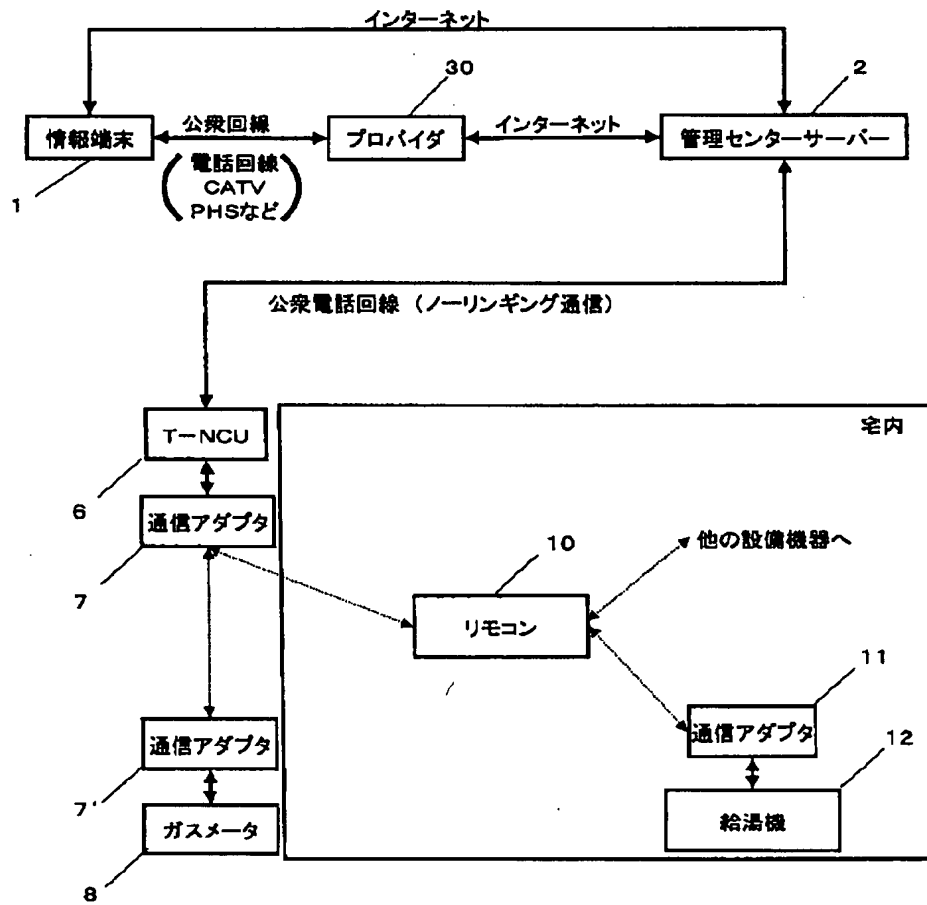 インターネット
30
2
情報端末
公衆回線
プロバイダ
インターネット
管理センターサーバー
1
電話回線
CATV
PHSなど
公衆電話回線（ノーリンギング通信）
T－NCU
宅内
6
通信アダプタ
7
10
他の設備機器へ
リモコン
11
通信アダプタ
通信アダプタ
12
7'
ガスメータ
給湯機
8